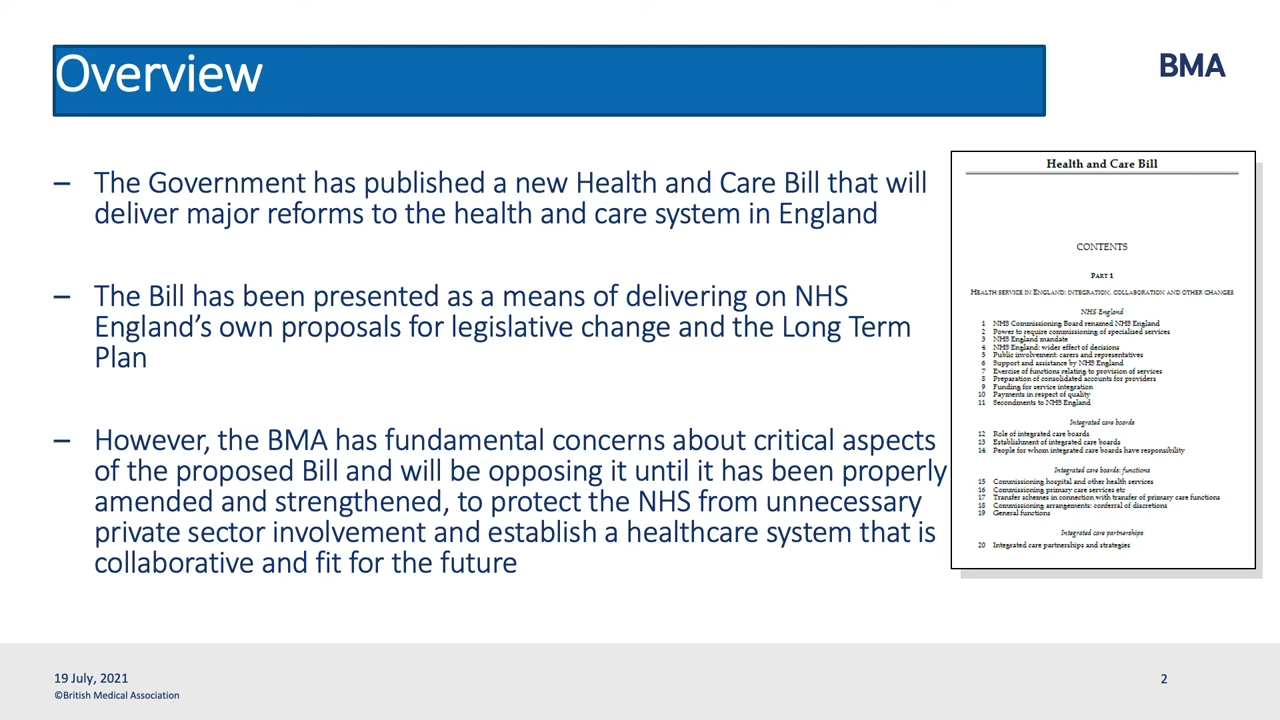 Overview
BMA
– The Government has published a new Health and Care Bill that will
deliver major reforms to the health and care system in England
– The Bill has been presented as a means of delivering on NHS
England’s own proposals for legislative change and the Long Term
Plan
– However, the BMA has fundamental concerns about critical aspects
of the proposed Bill and will be opposing it until it has been properly
amended and strengthened, to protect the NHS from unnecessary
private sector involvement and establish a healthcare system that is
collaborative and fit for the future
Health and Care Bill
CONTENTS
PART 1
HEALTH SERVICE IN ENGLAND: INTEGRATION, COLLABORATION AND OTHER CHANGES
NHS England
1 NHS Commissioning Board renamed NHS England
2 Power to require commissioning of specialised services
3 NHS England mandate
4 NHS England: wider effect of decisions
5 Public involvement: carers and representatives
6 Support and assistance by NHS England
7 Exercise of functions relating to provision of services
8 Preparation of consolidated accounts for providers
9 Funding for service integration
10 Payments in respect of quality
11 Secondments to NHS England
Integrated care boards
12 Role of integrated care boards
13 Establishment of integrated care boards
14 People for whom integrated care boards have responsibility
Integrated care boards: functions
15 Commissioning hospital and other health services
16 Commissioning primary care services etc
17 Transfer schemes in connection with transfer of primary care functions
18 Commissioning arrangements: conferral of discretions
19 General functions
Integrated care partnerships
20 Integrated care partnerships and strategies
19 July, 2021
©British Medical Association
2